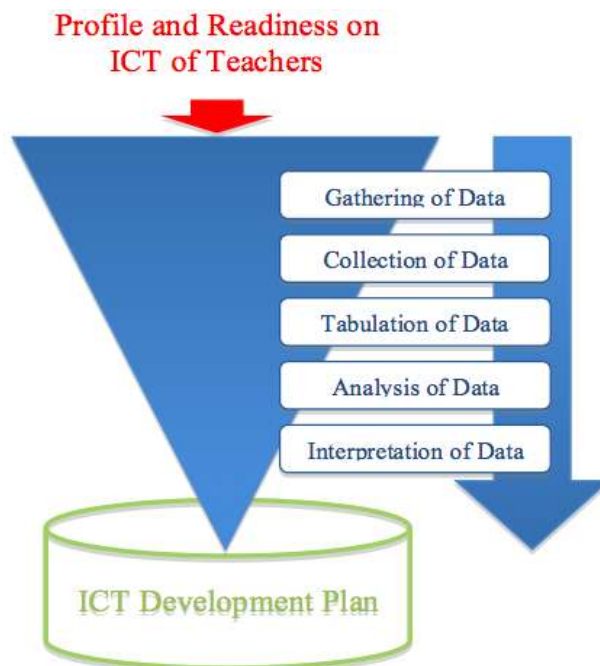 Profile and Readiness on
ICT of Teachers
Gathering of Data
Collection of Data
Tabulation of Data
Analysis of Data
Interpretation of Data
ICT Development Plan